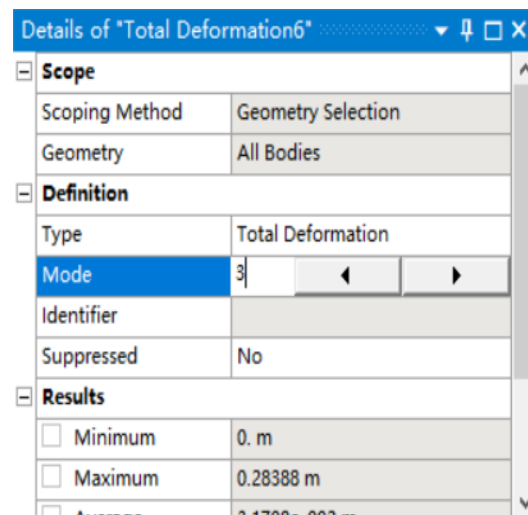 Details of "Total Deformation6"
Scope
Scoping Method Geometry Selection
Geometry All Bodies
Definition
Type Total Deformation
Mode 3
Identifier
Suppressed No
Results
Minimum 0. m
Maximum 0.28388 m